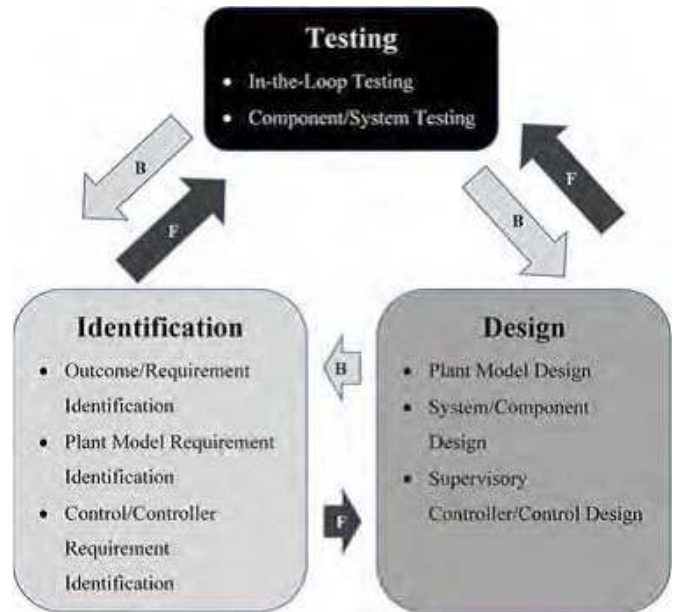 Testing
• In-the-Loop Testing
• Component/System Testing
B
F
B
F
Identification
• Outcome/Requirement
Identification
• Plant Model Requirement
Identification
• Control/Controller
Requirement
Identification
B
F
Design
• Plant Model Design
• System/Component
Design
• Supervisory
Controller/Control Design